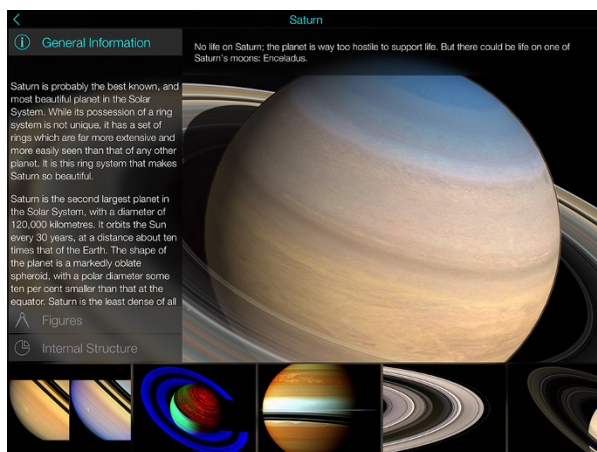 Saturn
General Information
No life on Saturn; the planet is way too hostile to support life. But there could be life on one of
Saturn's moons: Enceladus.
Saturn is probably the best known, and
most beautiful planet in the Solar
System. While its possession of a ring
system is not unique, it has a set of
rings which are far more extensive and
more easily seen than that of any other
planet. It is this ring system that makes
Saturn so beautiful.
Saturn is the second largest planet in
the Solar System, with a diameter of
120,000 kilometres. It orbits the Sun
every 30 years, at a distance about ten
times that of the Earth. The shape of
the planet is a markedly oblate
spheroid, with a polar diameter some
ten per cent smaller than that at the
equator. Saturn is the least dense of all
Figures
Internal Structure